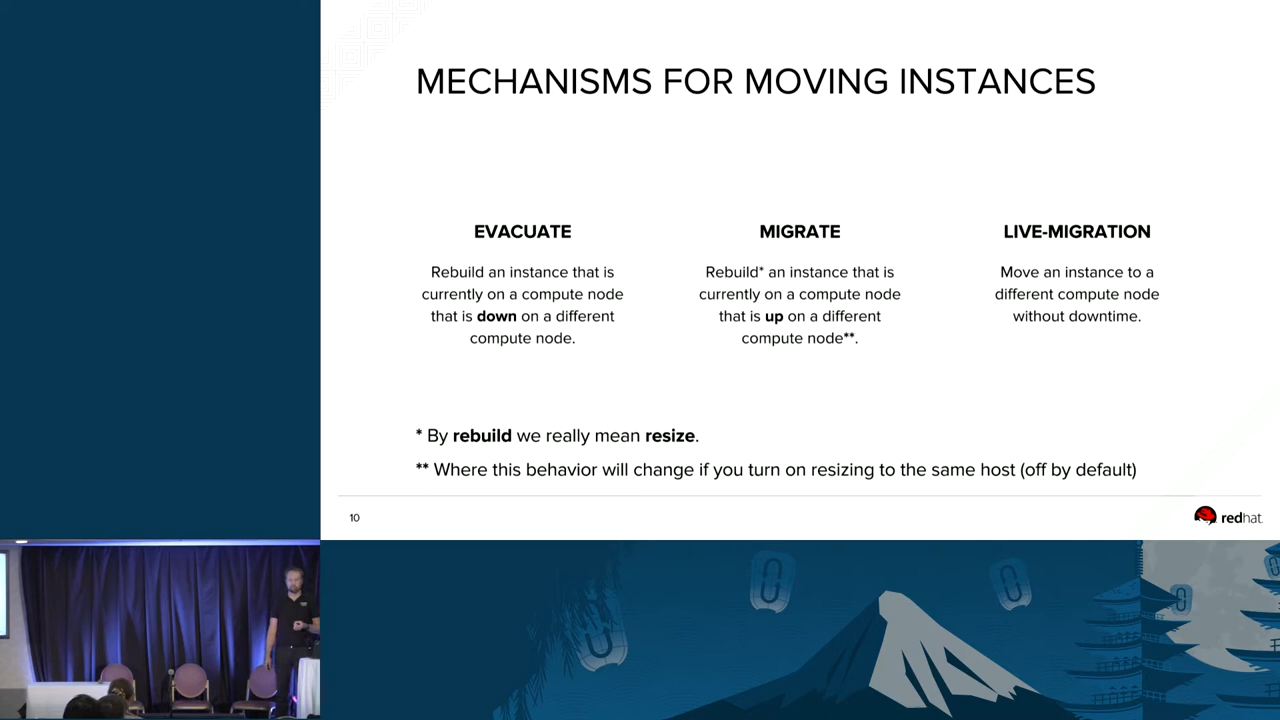 MECHANISMS FOR MOVING INSTANCES
EVACUATE
Rebuild an instance that is
currently on a compute node
that is down on a different
compute node.
MIGRATE
Rebuild* an instance that is
currently on a compute node
that is up on a different
compute node**.
LIVE-MIGRATION
Move an instance to a
different compute node
without downtime.
* By rebuild we really mean resize.
** Where this behavior will change if you turn on resizing to the same host (off by default)
10
redhat.